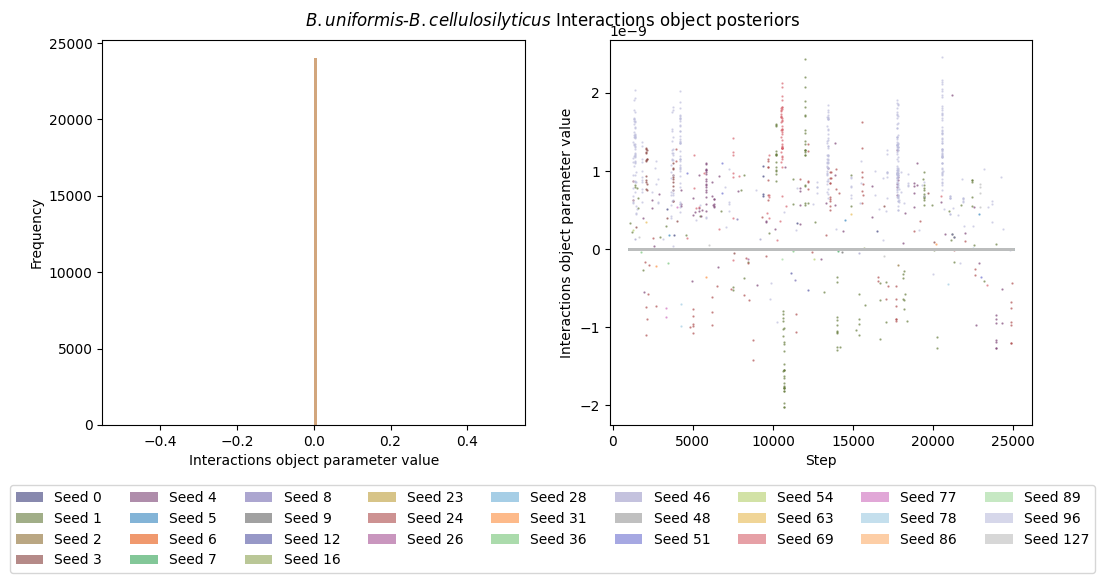 B.uniformis-B.cellulosilyticus Interactions object posteriors
25000
20000
15000
10000
5000
0
Frequency
−0.4 −0.2 0.0 0.2 0.4
Interactions object parameter value
1e−9
2
1
0
−1
−2
Interactions object parameter value
0 5000 10000 15000 20000 25000
Step
Seed 0 Seed 4 Seed 8 Seed 23 Seed 28 Seed 46 Seed 54 Seed 77 Seed 89
Seed 1 Seed 5 Seed 9 Seed 24 Seed 31 Seed 48 Seed 63 Seed 78 Seed 96
Seed 2 Seed 6 Seed 12 Seed 26 Seed 36 Seed 51 Seed 69 Seed 86 Seed 127
Seed 3 Seed 7 Seed 16